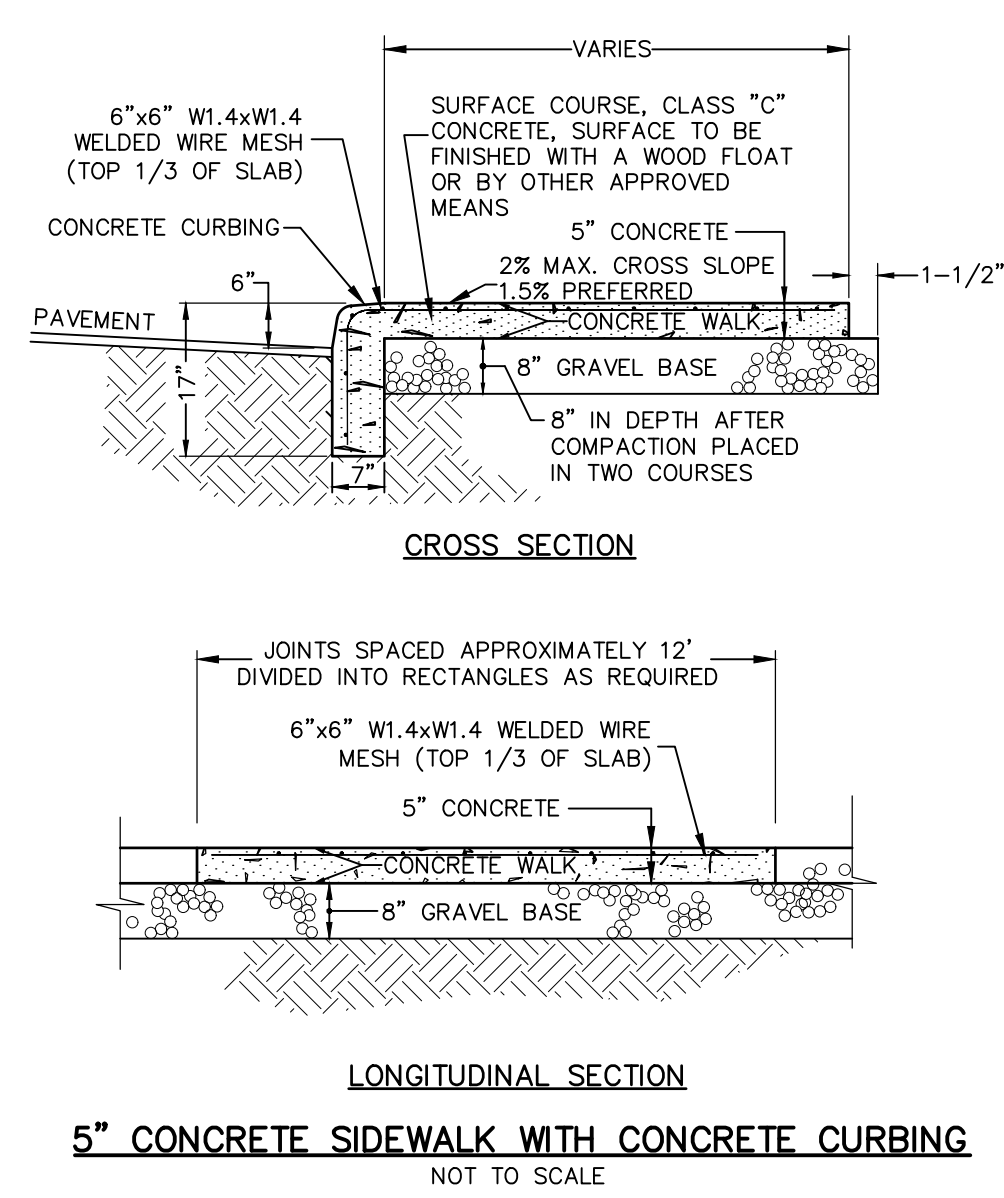 VARIES
6"x6" W1.4xW1.4
WELDED WIRE MESH
(TOP 1/3 OF SLAB)
SURFACE COURSE, CLASS "C"
CONCRETE, SURFACE TO BE
FINISHED WITH A WOOD FLOAT
OR BY OTHER APPROVED
MEANS
CONCRETE CURBING
5" CONCRETE
2% MAX. CROSS SLOPE
1.5% PREFERRED
1-1/2"
6"
PAVEMENT
CONCRETE WALK
17"
8" GRAVEL BASE
8" IN DEPTH AFTER
COMPACTION PLACED
IN TWO COURSES
7"
CROSS SECTION
JOINTS SPACED APPROXIMATELY 12'
DIVIDED INTO RECTANGLES AS REQUIRED
6"x6" W1.4xW1.4 WELDED WIRE
MESH (TOP 1/3 OF SLAB)
5" CONCRETE
CONCRETE WALK
8" GRAVEL BASE
LONGITUDINAL SECTION
5" CONCRETE SIDEWALK WITH CONCRETE CURBING
NOT TO SCALE